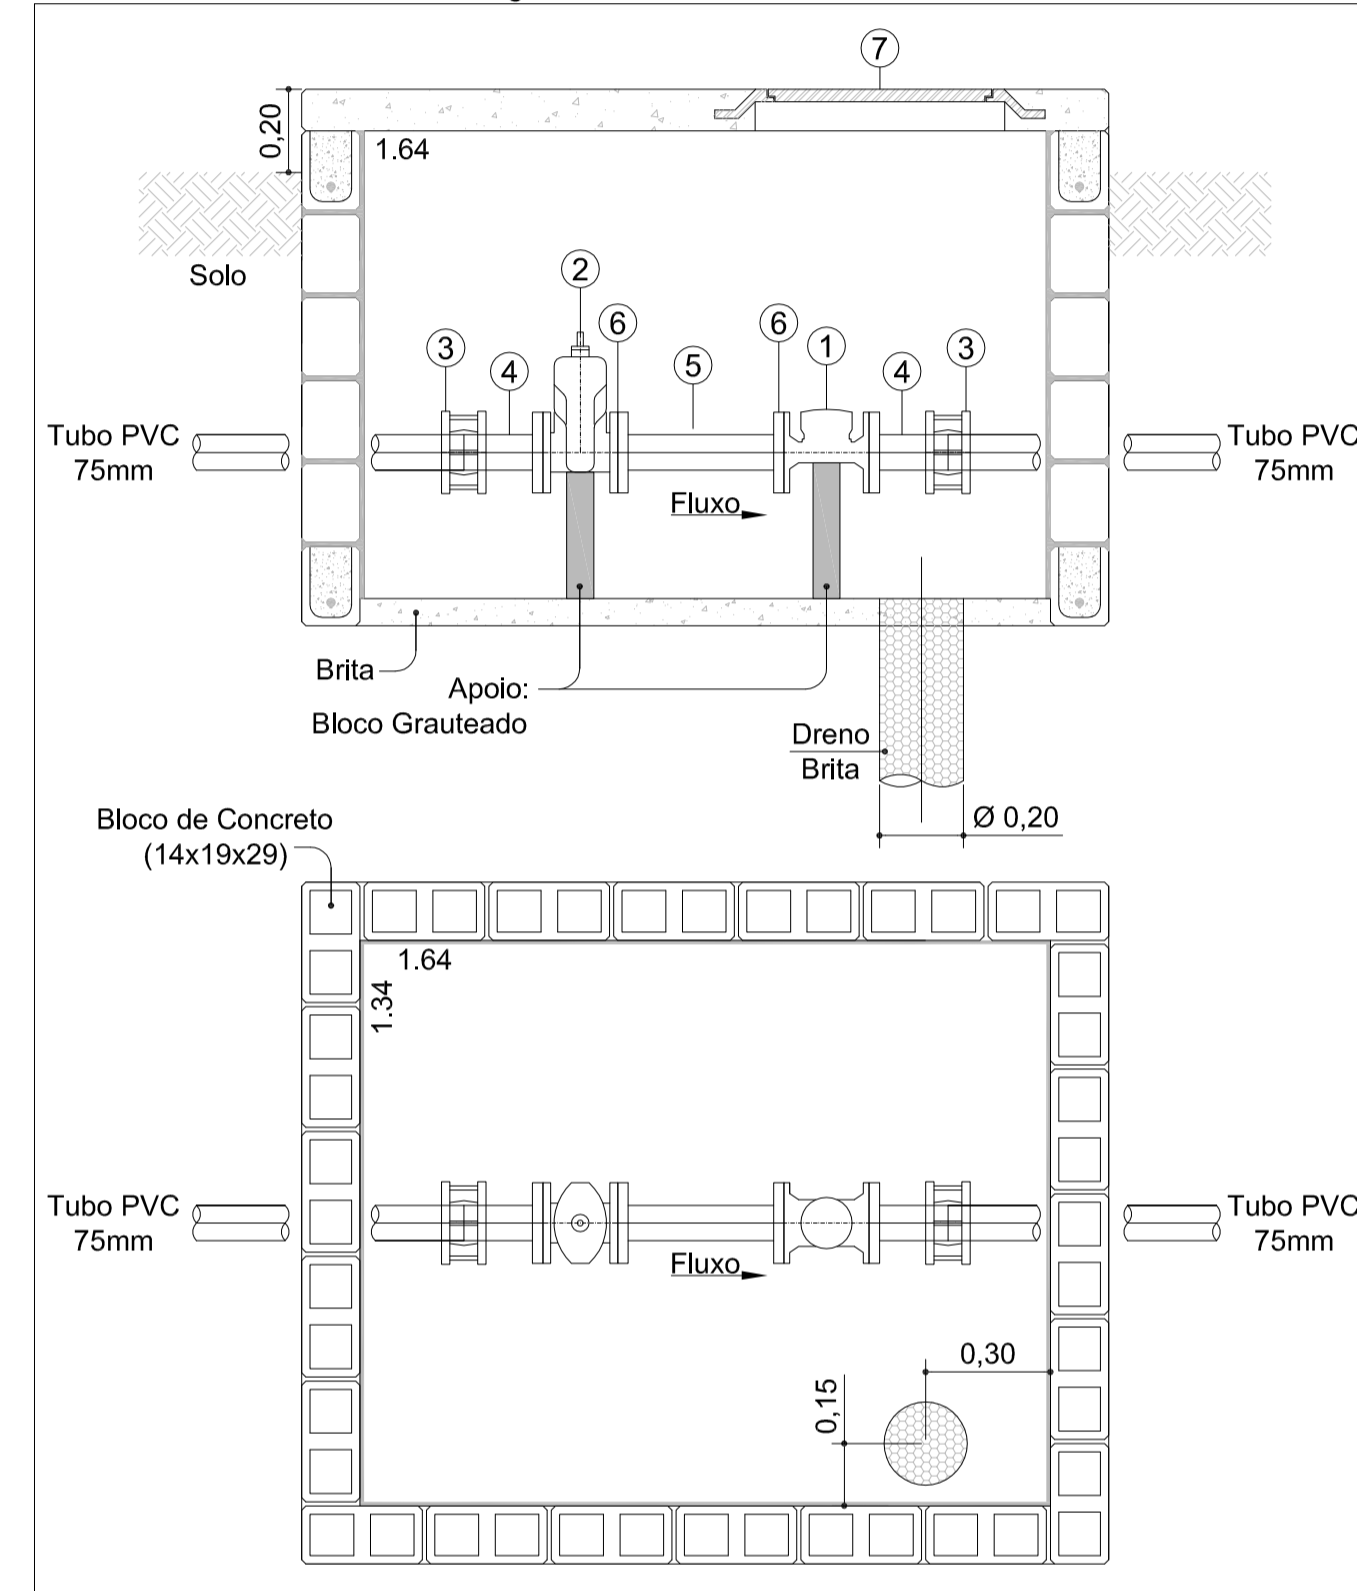 7
0,20
1.64
Solo
2
6
6
1
3
3
4
5
4
Tubo PVC
75mm
Tubo PVC
75mm
Fluxo
Brita
Apoio:
Bloco Grauteado
Dreno
Brita
Ø 0,20
Bloco de Concreto
(14x19x29)
1.64
1.34
Tubo PVC
75mm
Tubo PVC
75mm
Fluxo
0,30
0,15